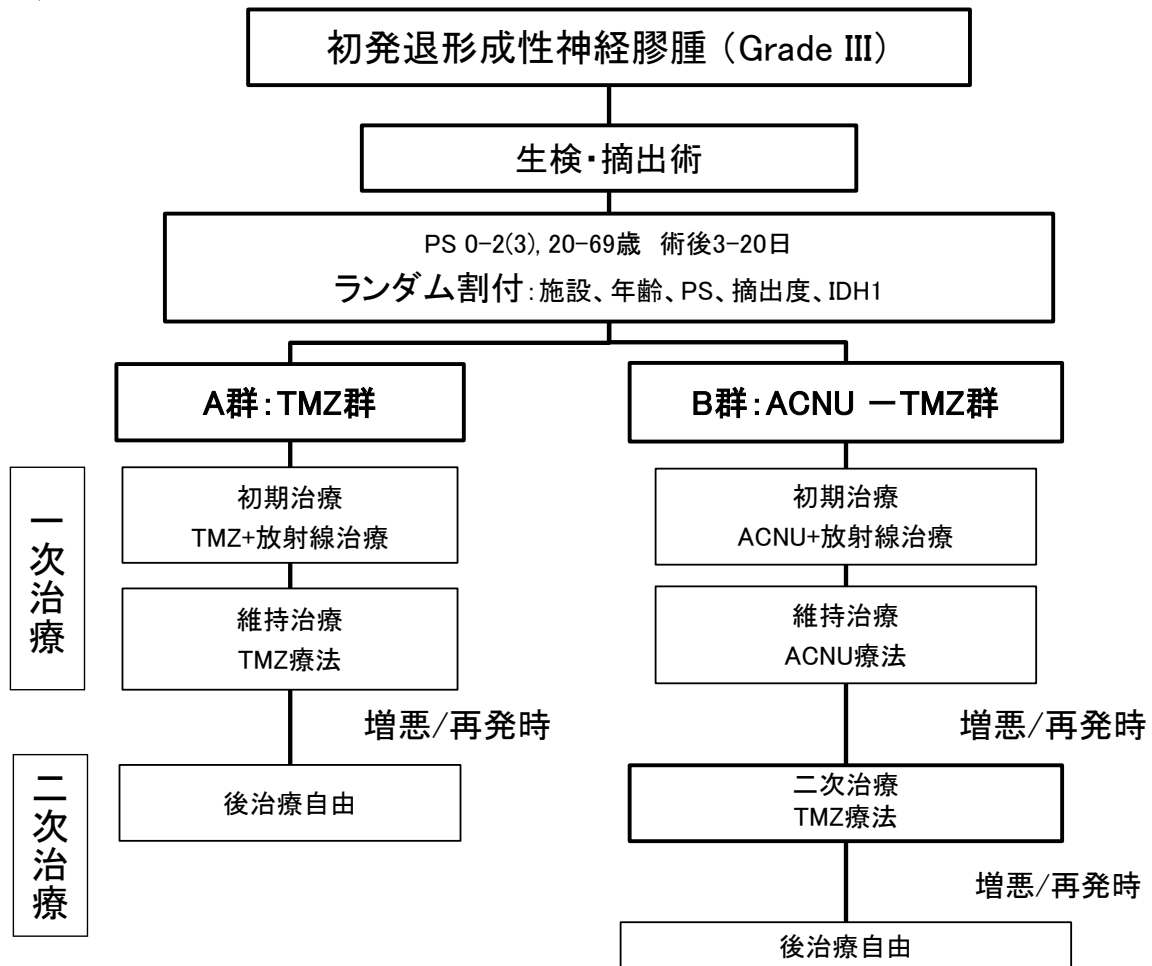 初発退形成性神経膠腫（Grade III）
生検・摘出術
PS 0-2(3), 20-69歳 術後3-20日
ランダム割付：施設、年齢、PS、摘出度、IDH1
A群：TMZ群
B群：ACNU －TMZ群
一次治療
初期治療
TMZ+放射線治療
初期治療
ACNU+放射線治療
維持治療
TMZ療法
維持治療
ACNU療法
増悪/再発時
増悪/再発時
二次治療
後治療自由
二次治療
TMZ療法
増悪/再発時
後治療自由